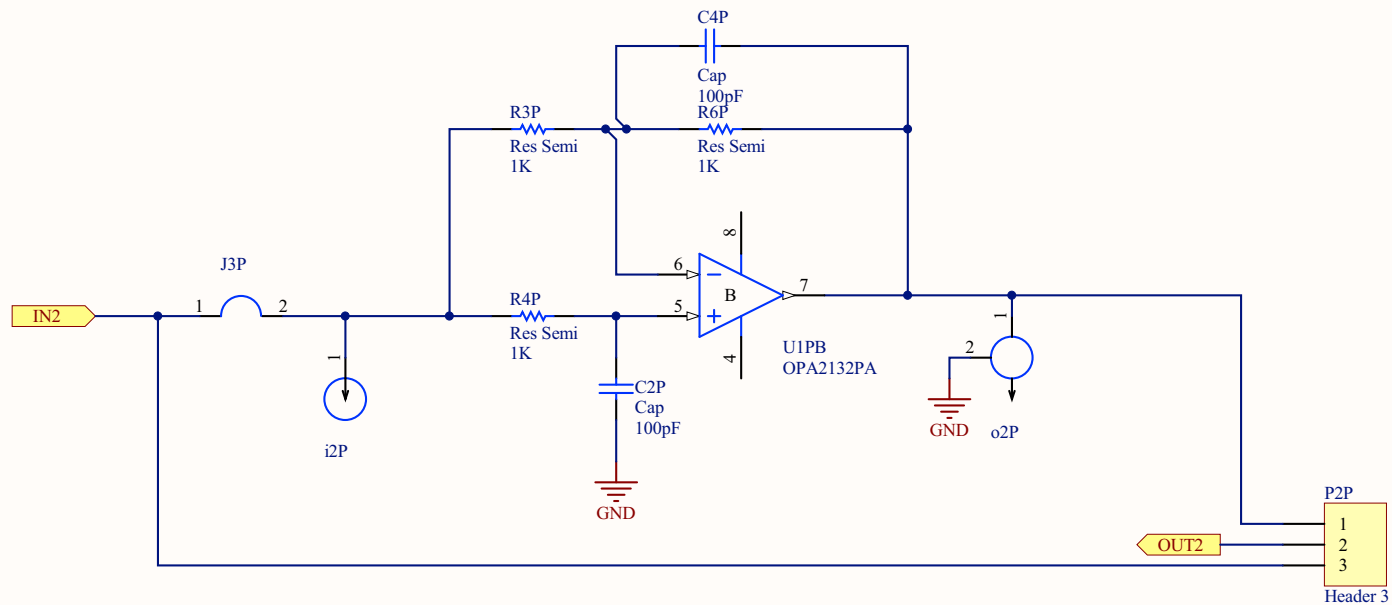 C4P
Cap
100pF
R3P
R6P
Res Semi
1K
Res Semi
1K
8
J3P
6
7
B
IN2
1
2
R4P
5
Res Semi
1K
4
U1PB
OPA2132PA
1
2
1
C2P
Cap
100pF
GND
o2P
i2P
GND
P2P
1
OUT2
2
3
Header 3